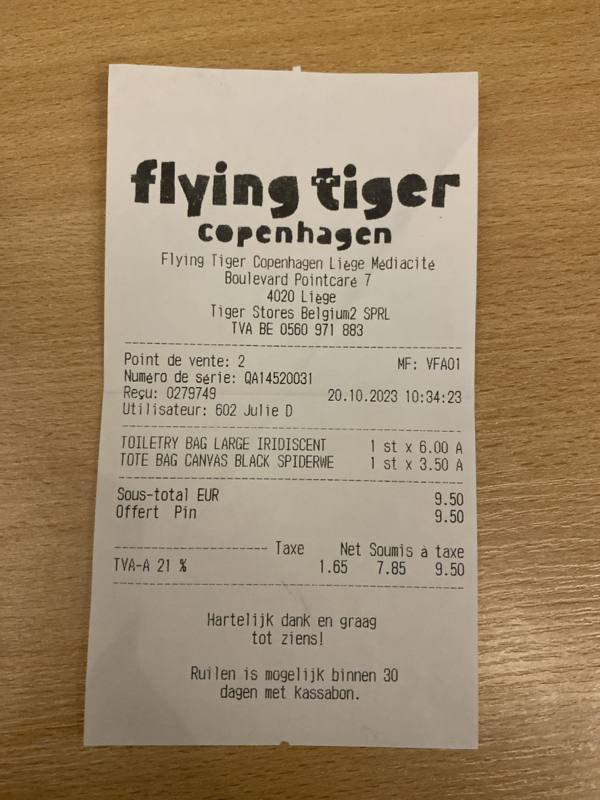 flying tiger
copenhagen
Flying Tiger Copenhagen Liège Médiacité
Boulevard Pointcaré 7
4020 Liège
Tiger Stores Belgium2 SPRL
TVA BE 0560 971 883
Point de vente: 2 MF: VFA01
Numéro de série: QA14520031
Reçu: 0279749 20.10.2023 10:34:23
Utilisateur: 602 Julie D
TOILETRY BAG LARGE IRIDISCENT 1 st x 6.00 A
TOTE BAG CANVAS BLACK SPIDERWE 1 st x 3.50 A
Sous-total EUR 9.50
Offert Pin 9.50
Taxe Net Soumis à taxe
TVA-A 21 % 1.65 7.85 9.50
Hartelijk dank en graag
tot ziens!
Ruilen is mogelijk binnen 30
dagen met Kassabon.